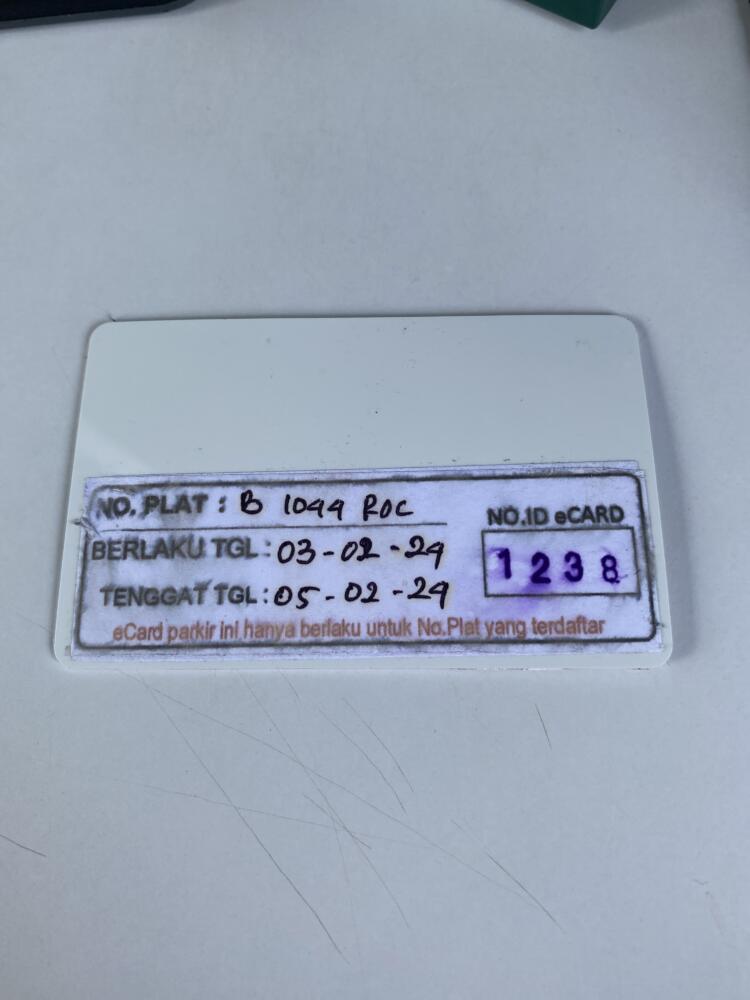 NO. PLAT : B 1044 ROC
BERLAKU TGL : 03-02-24
TENGGAT TGL : 05-02-24
NO.ID eCARD
1238
eCard parkir ini hanya berlaku untuk No.Plat yang terdaftar